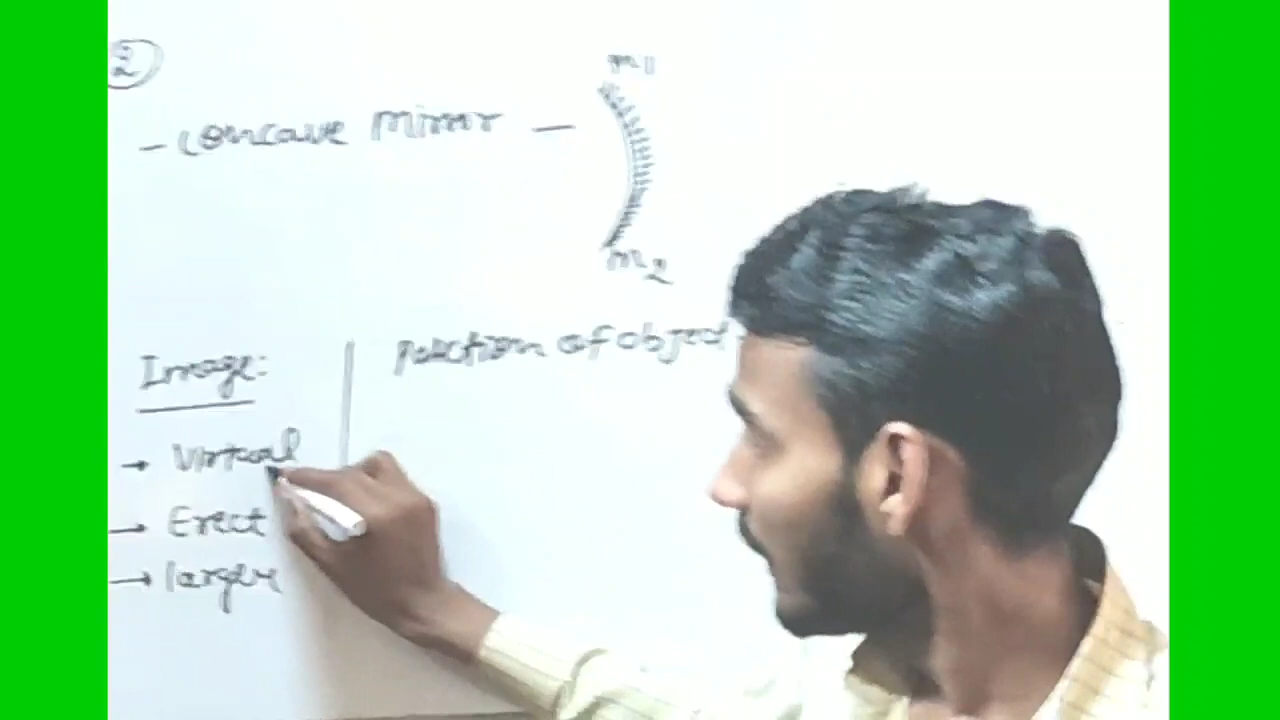 2
- Concave Mirror -
M1
M2
Image:
Position of object
→ Virtual
→ Erect
→ larger